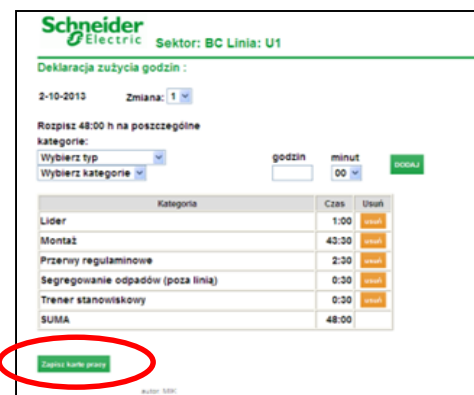 Schneider
Electric Sektor: BC Linia: U1
Deklaracja zużycia godzin :
2-10-2013 Zmiana: 1
Rozpisz 48:00 h na poszczególne
kategorie:
Wybierz typ godzin minut
Wybierz kategorie 00 DODAJ
Kategoria Czas Usuń
Lider 1:00 usuń
Montaż 43:30 usuń
Przerwy regulaminowe 2:30 usuń
Segregowanie odpadów (poza linią) 0:30 usuń
Trener stanowiskowy 0:30 usuń
SUMA 48:00
Zapisz karte pracy
autor: MIK